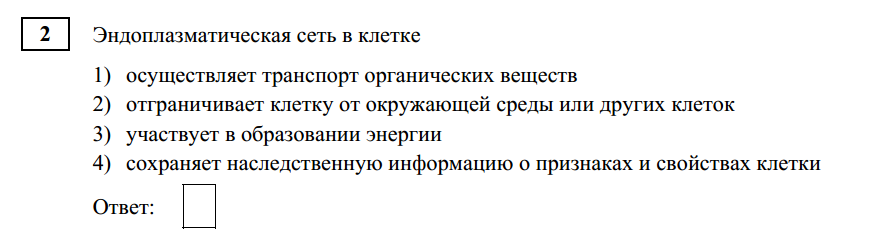 2 Эндоплазматическая сеть в клетке
1) осуществляет транспорт органических веществ
2) отграничивает клетку от окружающей среды или других клеток
3) участвует в образовании энергии
4) сохраняет наследственную информацию о признаках и свойствах клетки
Ответ: